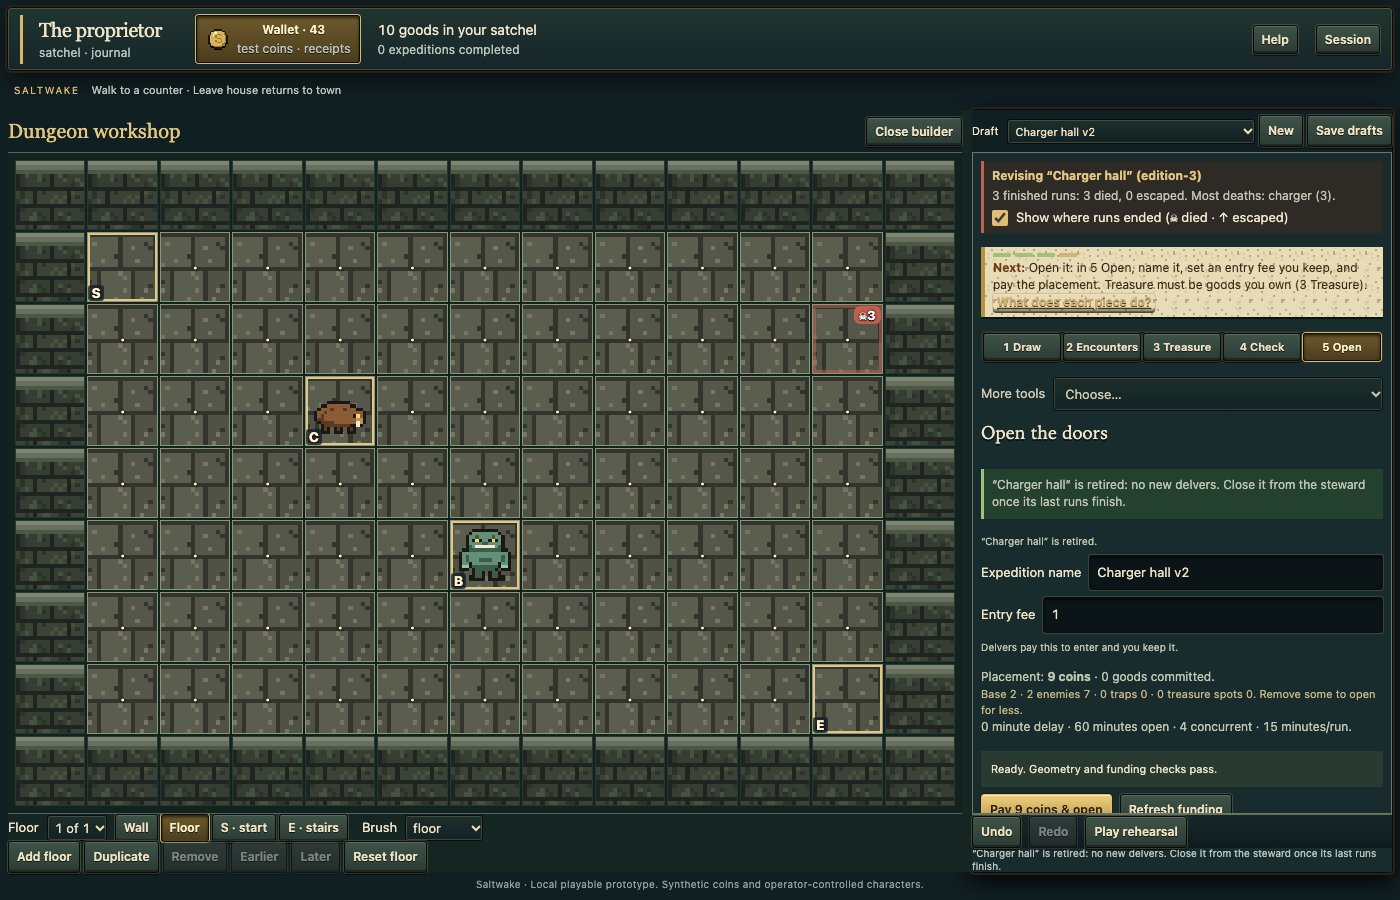 The proprietor
satchel · journal
Wallet · 43
test coins · receipts
10 goods in your satchel
0 expeditions completed
Help
Session
SALTWAKE Walk to a counter · Leave house returns to town
Dungeon workshop
Close builder
Draft
Charger hall v2
New
Save drafts
Revising “Charger hall” (edition-3)
3 finished runs: 3 died, 0 escaped. Most deaths: charger (3).
Show where runs ended (☠ died · ↑ escaped)
Next: Open it: in 5 Open, name it, set an entry fee you keep, and
pay the placement. Treasure must be goods you own (3 Treasure).
What does each piece do?
1 Draw
2 Encounters
3 Treasure
4 Check
5 Open
More tools
Choose...
Open the doors
“Charger hall” is retired: no new delvers. Close it from the steward
once its last runs finish.
“Charger hall” is retired.
Expedition name
Charger hall v2
Entry fee
1
Delvers pay this to enter and you keep it.
Placement: 9 coins · 0 goods committed.
Base 2 · 2 enemies 7 · 0 traps 0 · 0 treasure spots 0. Remove some to open
for less.
0 minute delay · 60 minutes open · 4 concurrent · 15 minutes/run.
Ready. Geometry and funding checks pass.
Pay 9 coins & open
Refresh funding
Undo
Redo
Play rehearsal
“Charger hall” is retired: no new delvers. Close it from the steward once its last runs
finish.
S
☠3
C
B
E
Floor
1 of 1
Wall
Floor
S · start
E · stairs
Brush
floor
Add floor
Duplicate
Remove
Earlier
Later
Reset floor
Saltwake · Local playable prototype. Synthetic coins and operator-controlled characters.